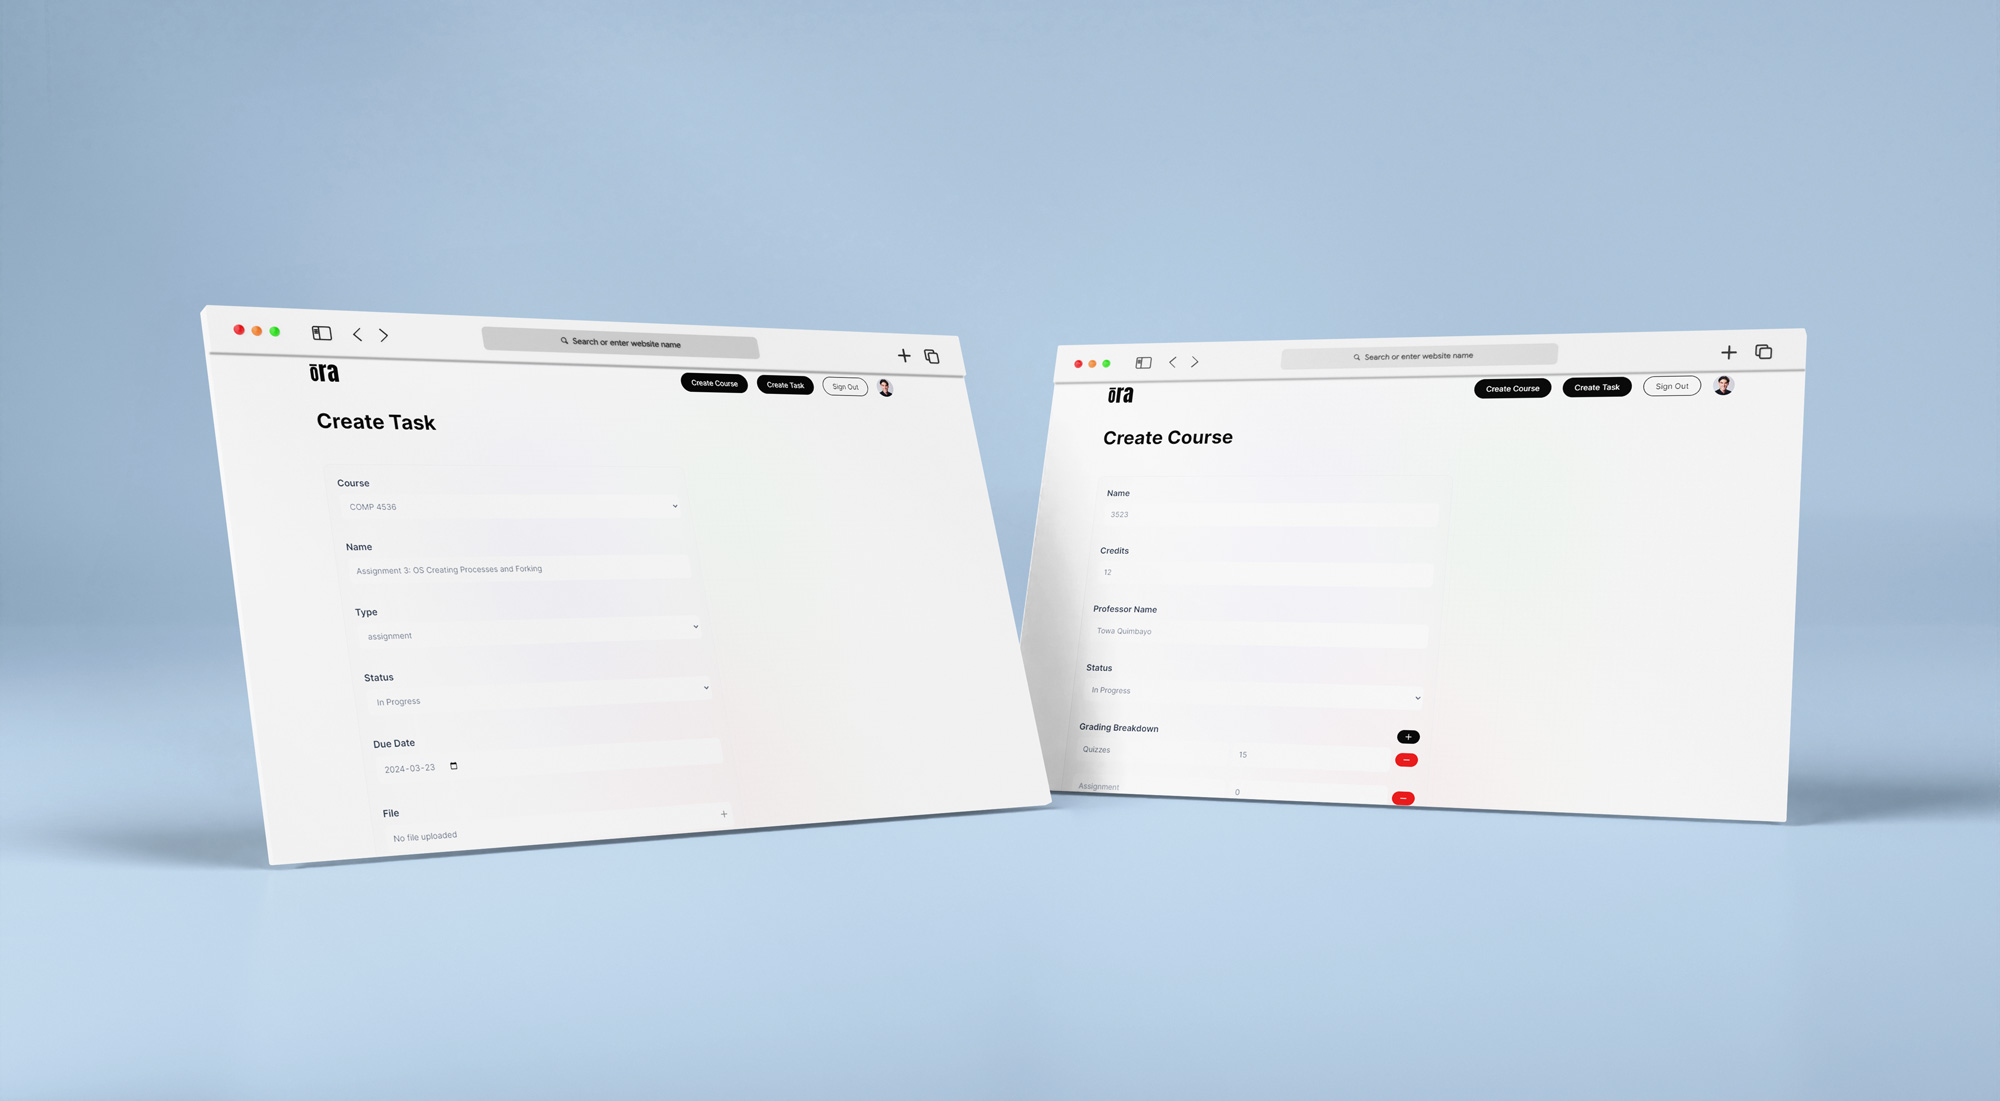 Search or enter website name
ōra
Create Course
Create Task
Sign Out
Create Task
Course
COMP 4536
Name
Assignment 3: OS Creating Processes and Forking
Type
assignment
Status
In Progress
Due Date
2024-03-23
File
No file uploaded
+
Search or enter website name
ōra
Create Course
Create Task
Sign Out
Create Course
Name
3523
Credits
12
Professor Name
Towa Quimbayo
Status
In Progress
Grading Breakdown
+
Quizzes 15
−
Assignment 0
−